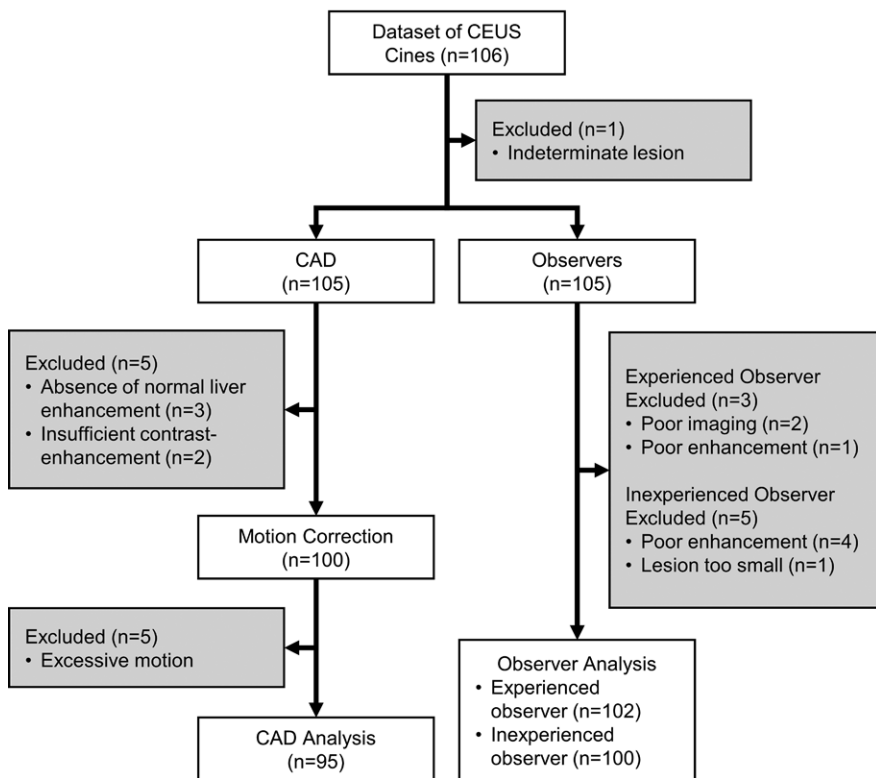 Dataset of CEUS
Cines (n=106)
Excluded (n=1)
• Indeterminate lesion
CAD
(n=105)
Observers
(n=105)
Excluded (n=5)
• Absence of normal liver
enhancement (n=3)
• Insufficient contrast-
enhancement (n=2)
Experienced Observer
Excluded (n=3)
• Poor imaging (n=2)
• Poor enhancement (n=1)
Inexperienced Observer
Excluded (n=5)
• Poor enhancement (n=4)
• Lesion too small (n=1)
Motion Correction
(n=100)
Excluded (n=5)
• Excessive motion
Observer Analysis
• Experienced
observer (n=102)
• Inexperienced
observer (n=100)
CAD Analysis
(n=95)